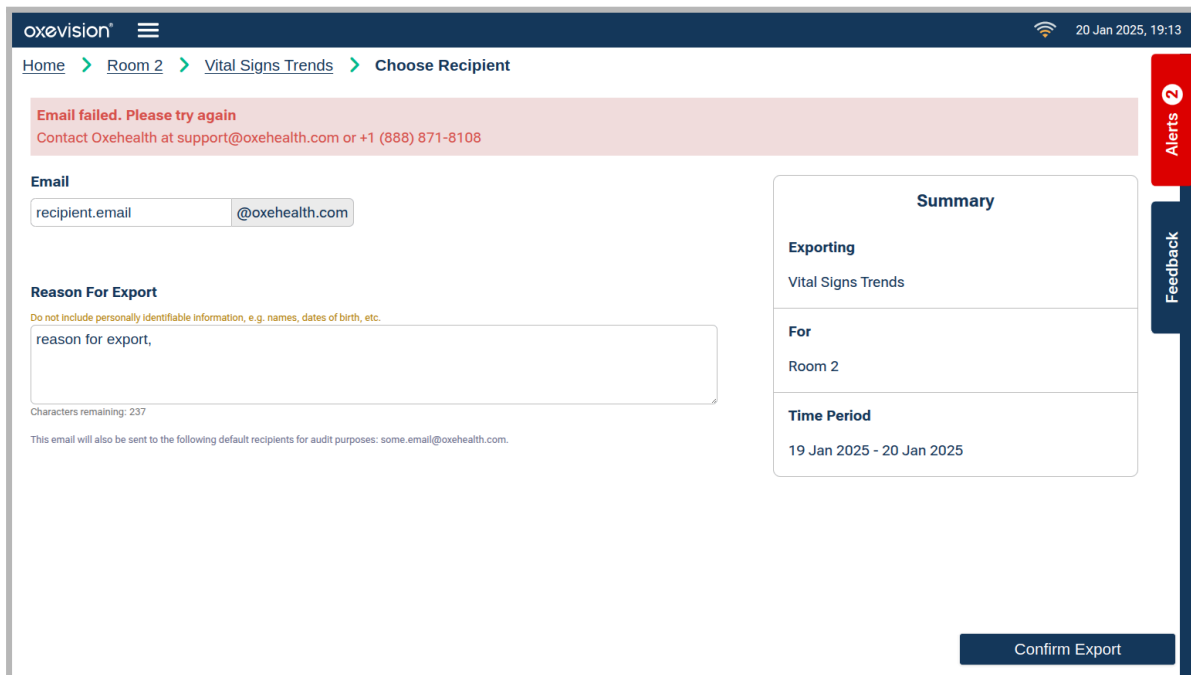 oxevision®
20 Jan 2025, 19:13
Home > Room 2 > Vital Signs Trends > Choose Recipient
Alerts 2
Email failed. Please try again
Contact Oxehealth at support@oxehealth.com or +1 (888) 871-8108
Email
recipient.email @oxehealth.com
Reason For Export
Do not include personally identifiable information, e.g. names, dates of birth, etc.
reason for export,
Characters remaining: 237
This email will also be sent to the following default recipients for audit purposes: some.email@oxehealth.com.
Summary
Exporting
Vital Signs Trends
For
Room 2
Time Period
19 Jan 2025 - 20 Jan 2025
Feedback
Confirm Export